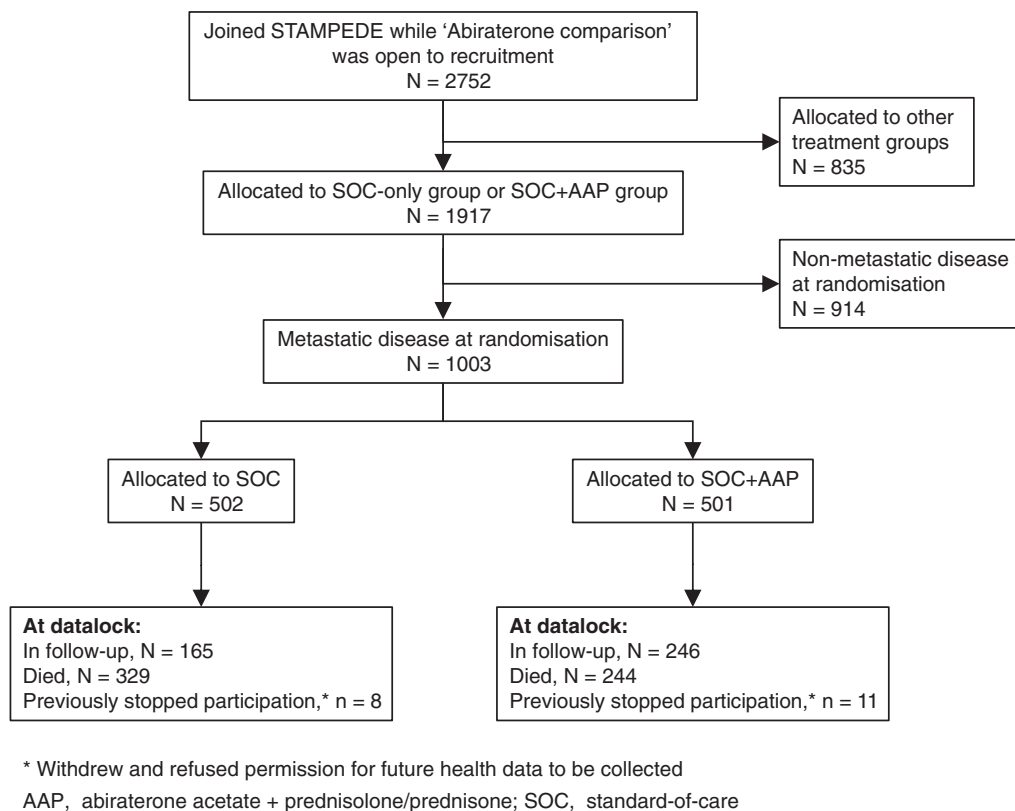 Joined STAMPEDE while ‘Abiraterone comparison’
was open to recruitment
N = 2752
Allocated to other
treatment groups
N = 835
Allocated to SOC-only group or SOC+AAP group
N = 1917
Non-metastatic disease
at randomisation
N = 914
Metastatic disease at randomisation
N = 1003
Allocated to SOC
N = 502
Allocated to SOC+AAP
N = 501
At datalock:
In follow-up, N = 165
Died, N = 329
Previously stopped participation,* n = 8
At datalock:
In follow-up, N = 246
Died, N = 244
Previously stopped participation,* n = 11
* Withdrew and refused permission for future health data to be collected
AAP, abiraterone acetate + prednisolone/prednisone; SOC, standard-of-care